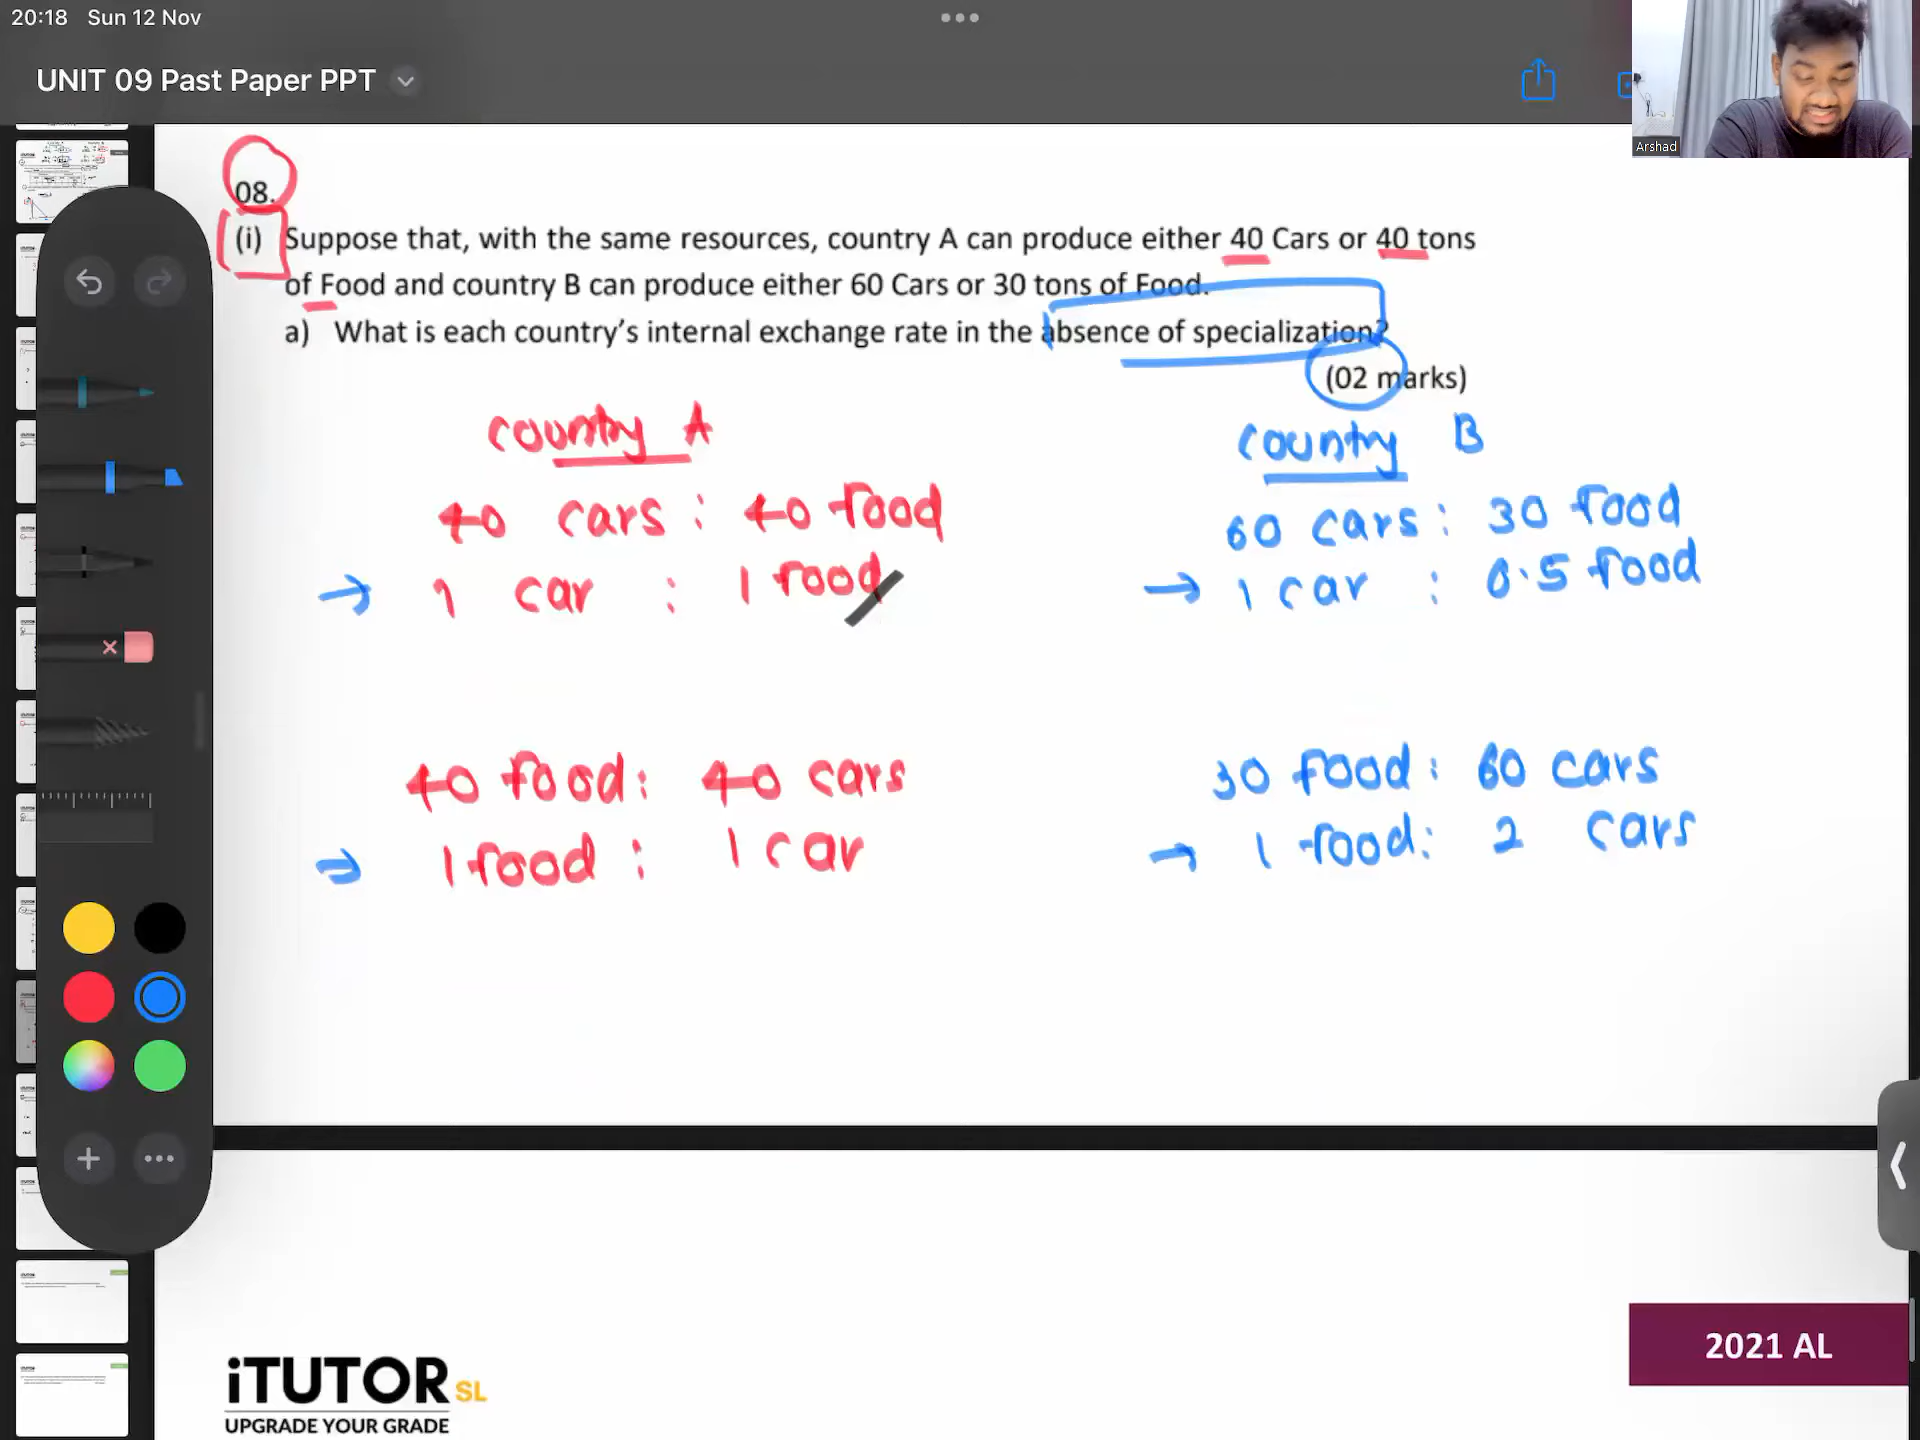 20:18 Sun 12 Nov
UNIT 09 Past Paper PPT
Arshad
08.
(i) Suppose that, with the same resources, country A can produce either 40 Cars or 40 tons
of Food and country B can produce either 60 Cars or 30 tons of Food.
a) What is each country's internal exchange rate in the absence of specialization?
(02 marks)
country A
40 cars : 40 food
→ 1 car : 1 food
40 food : 40 cars
⇒ 1 food : 1 car
country B
60 cars : 30 food
→ 1 car : 0.5 food
30 food : 60 cars
→ 1 food : 2 cars
2021 AL
iTUTOR SL
UPGRADE YOUR GRADE